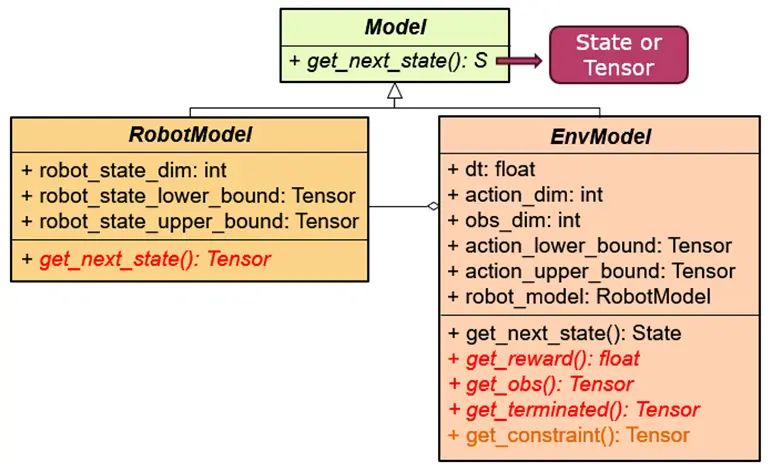 Model
+ get_next_state(): S
State or
Tensor
RobotModel
+ robot_state_dim: int
+ robot_state_lower_bound: Tensor
+ robot_state_upper_bound: Tensor
+ get_next_state(): Tensor
EnvModel
+ dt: float
+ action_dim: int
+ obs_dim: int
+ action_lower_bound: Tensor
+ action_upper_bound: Tensor
+ robot_model: RobotModel
+ get_next_state(): State
+ get_reward(): float
+ get_obs(): Tensor
+ get_terminated(): Tensor
+ get_constraint(): Tensor